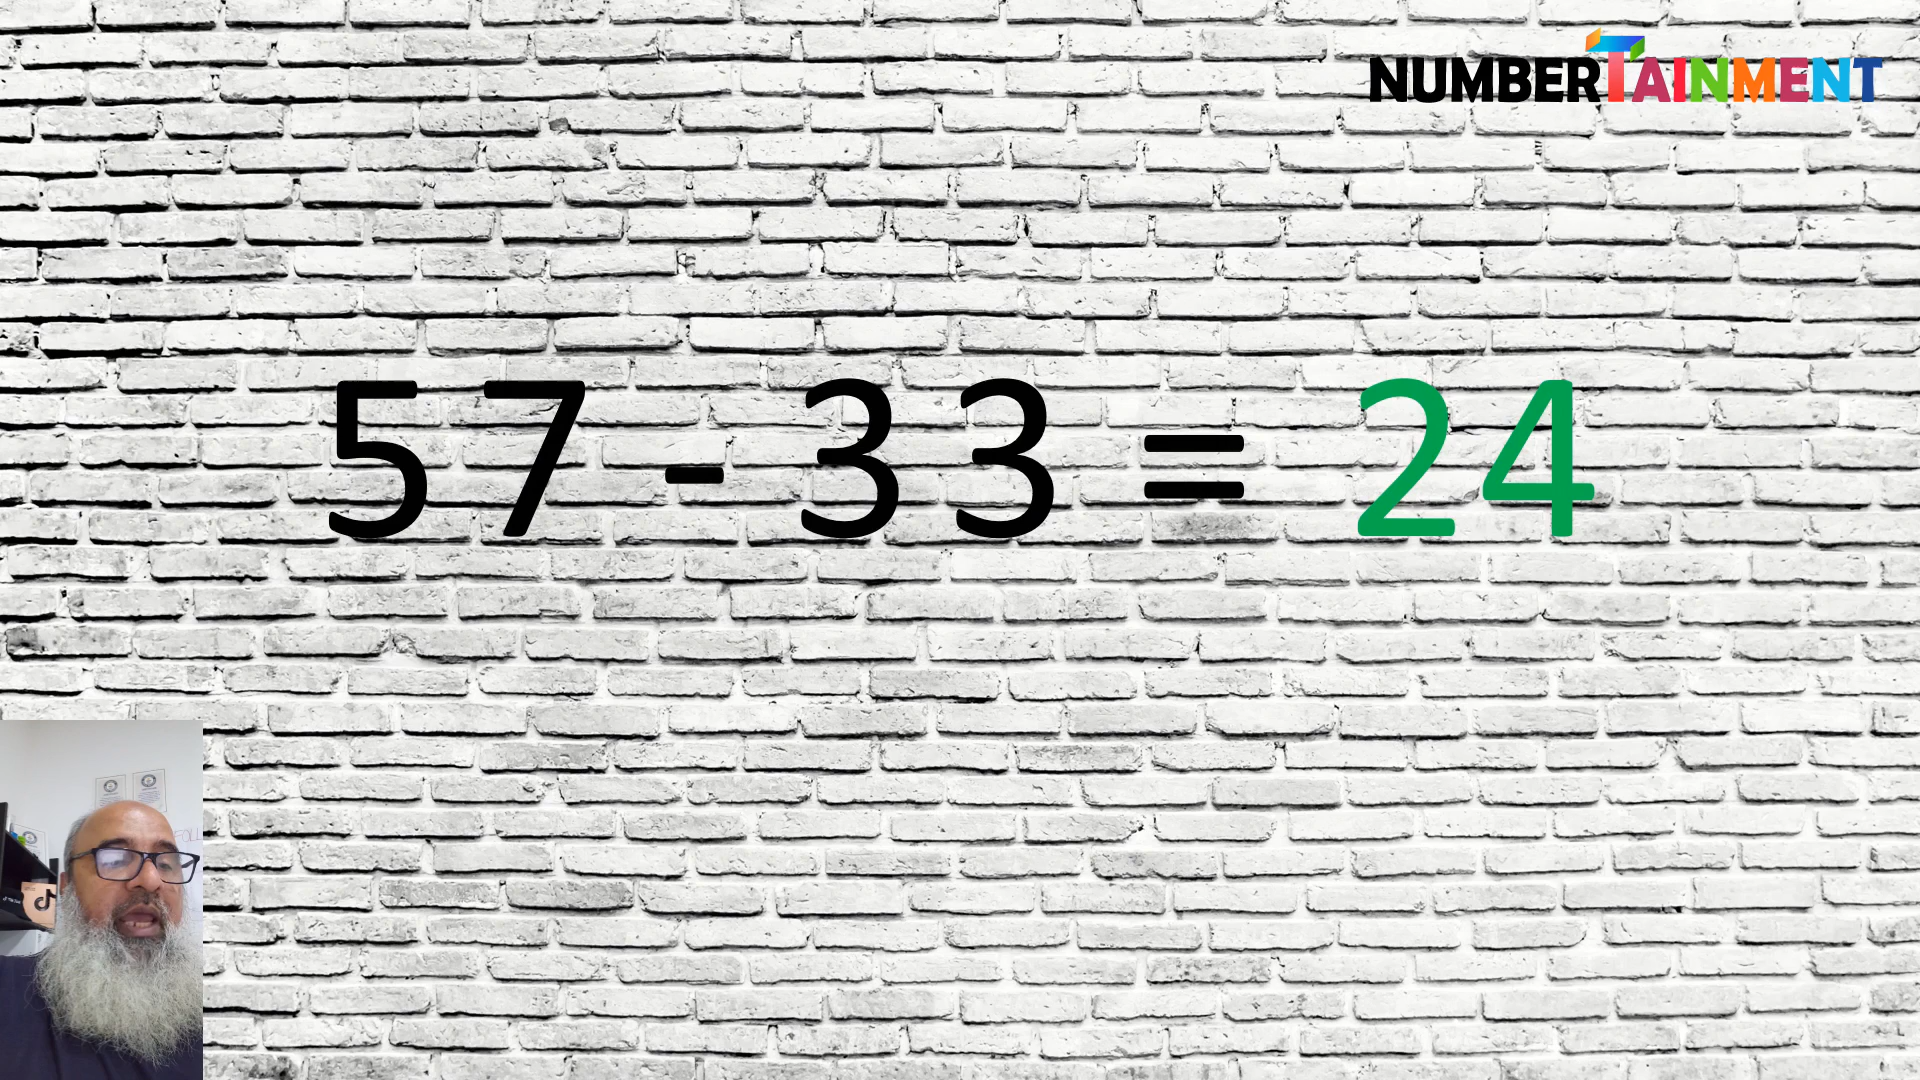 NUMBERTAINMENT
57 - 33 = 24